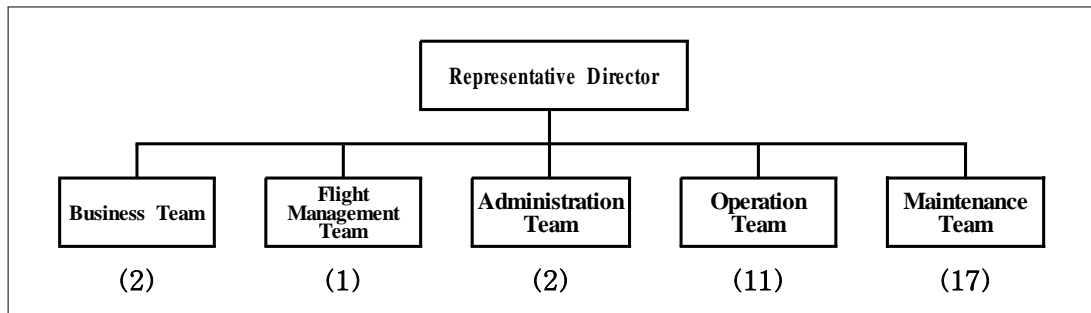 Representative Director
Business Team
Flight
Management
Team
Administration
Team
Operation
Team
Maintenance
Team
(2)
(1)
(2)
(11)
(17)